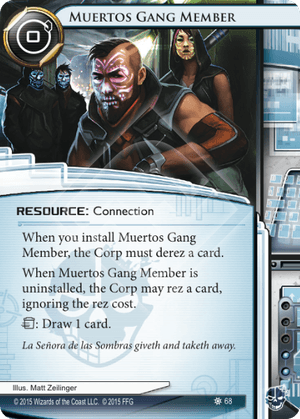 0
MUERTOS GANG MEMBER
RESOURCE: Connection
When you install Muertos Gang
Member, the Corp must derez a card.
When Muertos Gang Member is
uninstalled, the Corp may rez a card,
ignoring the rez cost.
: Draw 1 card.
La Señora de las Sombras giveth and taketh away.
Illus. Matt Zeilinger
© 2015 Wizards of the Coast LLC. © 2015 FFG
68